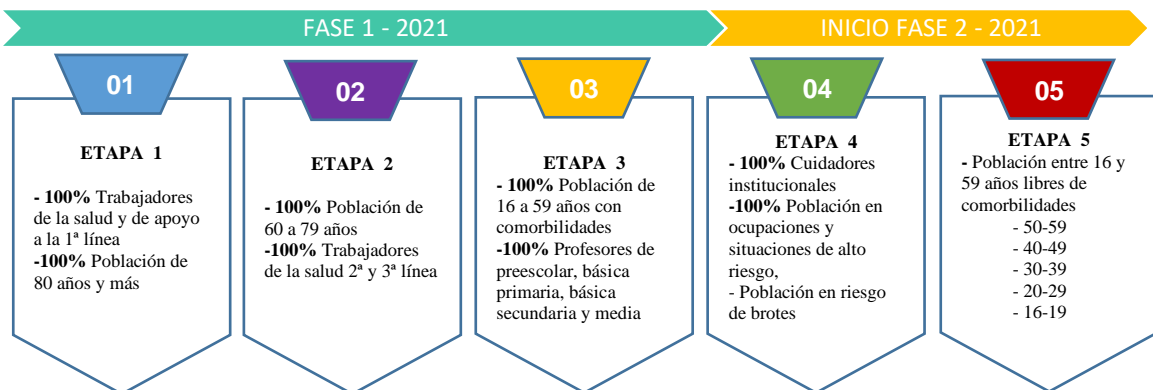 FASE 1 - 2021
INICIO FASE 2 - 2021
01
ETAPA 1
- 100% Trabajadores
de la salud y de apoyo
a la 1ª línea
-100% Población de
80 años y más
02
ETAPA 2
- 100% Población de
60 a 79 años
-100% Trabajadores
de la salud 2ª y 3ª línea
03
ETAPA 3
- 100% Población de
16 a 59 años con
comorbilidades
-100% Profesores de
preescolar, básica
primaria, básica
secundaria y media
04
ETAPA 4
- 100% Cuidadores
institucionales
-100% Población en
ocupaciones y
situaciones de alto
riesgo,
- Población en riesgo
de brotes
05
ETAPA 5
- Población entre 16 y
59 años libres de
comorbilidades
- 50-59
- 40-49
- 30-39
- 20-29
- 16-19